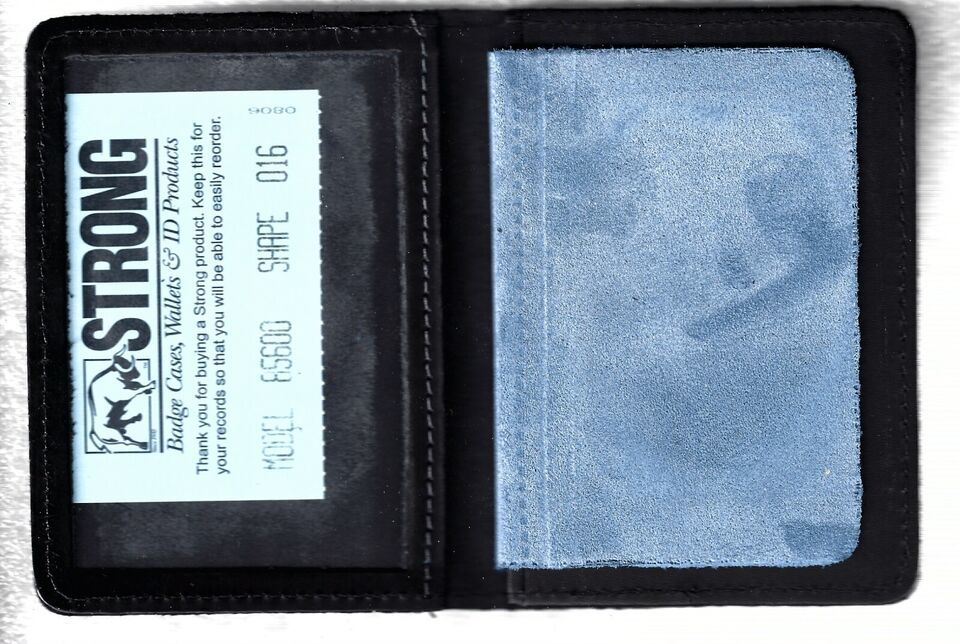 STRONG
Badge Cases, Wallets & ID Products
Thank you for buying a Strong product. Keep this for
your records so that you will be able to easily reorder.
MODEL 85600 SHAPE 016
9080